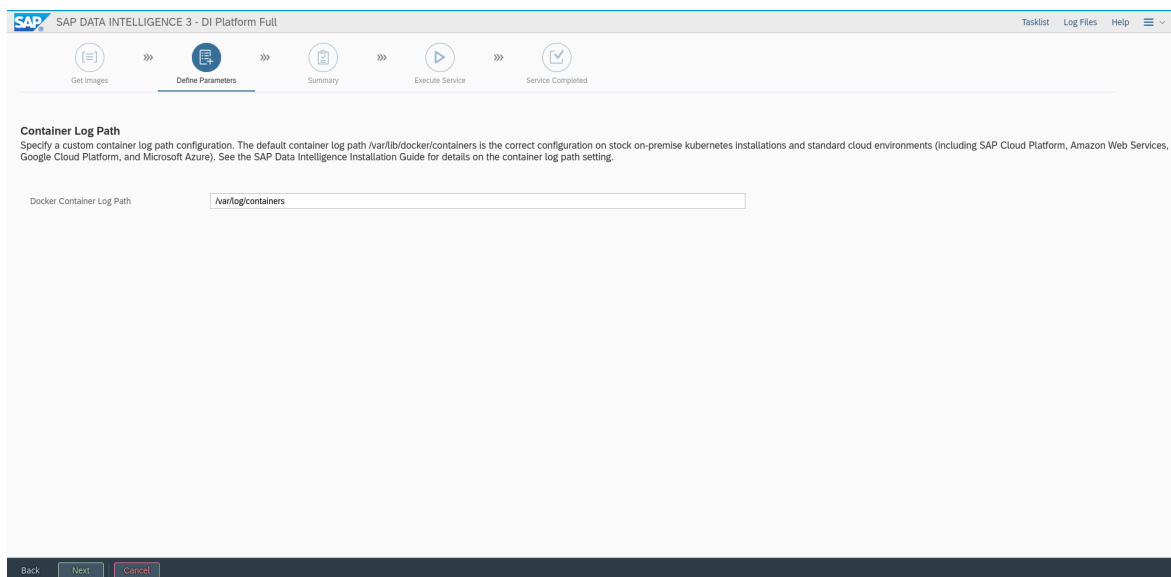 SAP SAP DATA INTELLIGENCE 3 - DI Platform Full Tasklist Log Files Help
Get Images Define Parameters Summary Execute Service Service Completed
Container Log Path
Specify a custom container log path configuration. The default container log path /var/lib/docker/containers is the correct configuration on stock on-premise kubernetes installations and standard cloud environments (including SAP Cloud Platform, Amazon Web Services,
Google Cloud Platform, and Microsoft Azure). See the SAP Data Intelligence Installation Guide for details on the container log path setting.
Docker Container Log Path /var/log/containers
Back Next Cancel